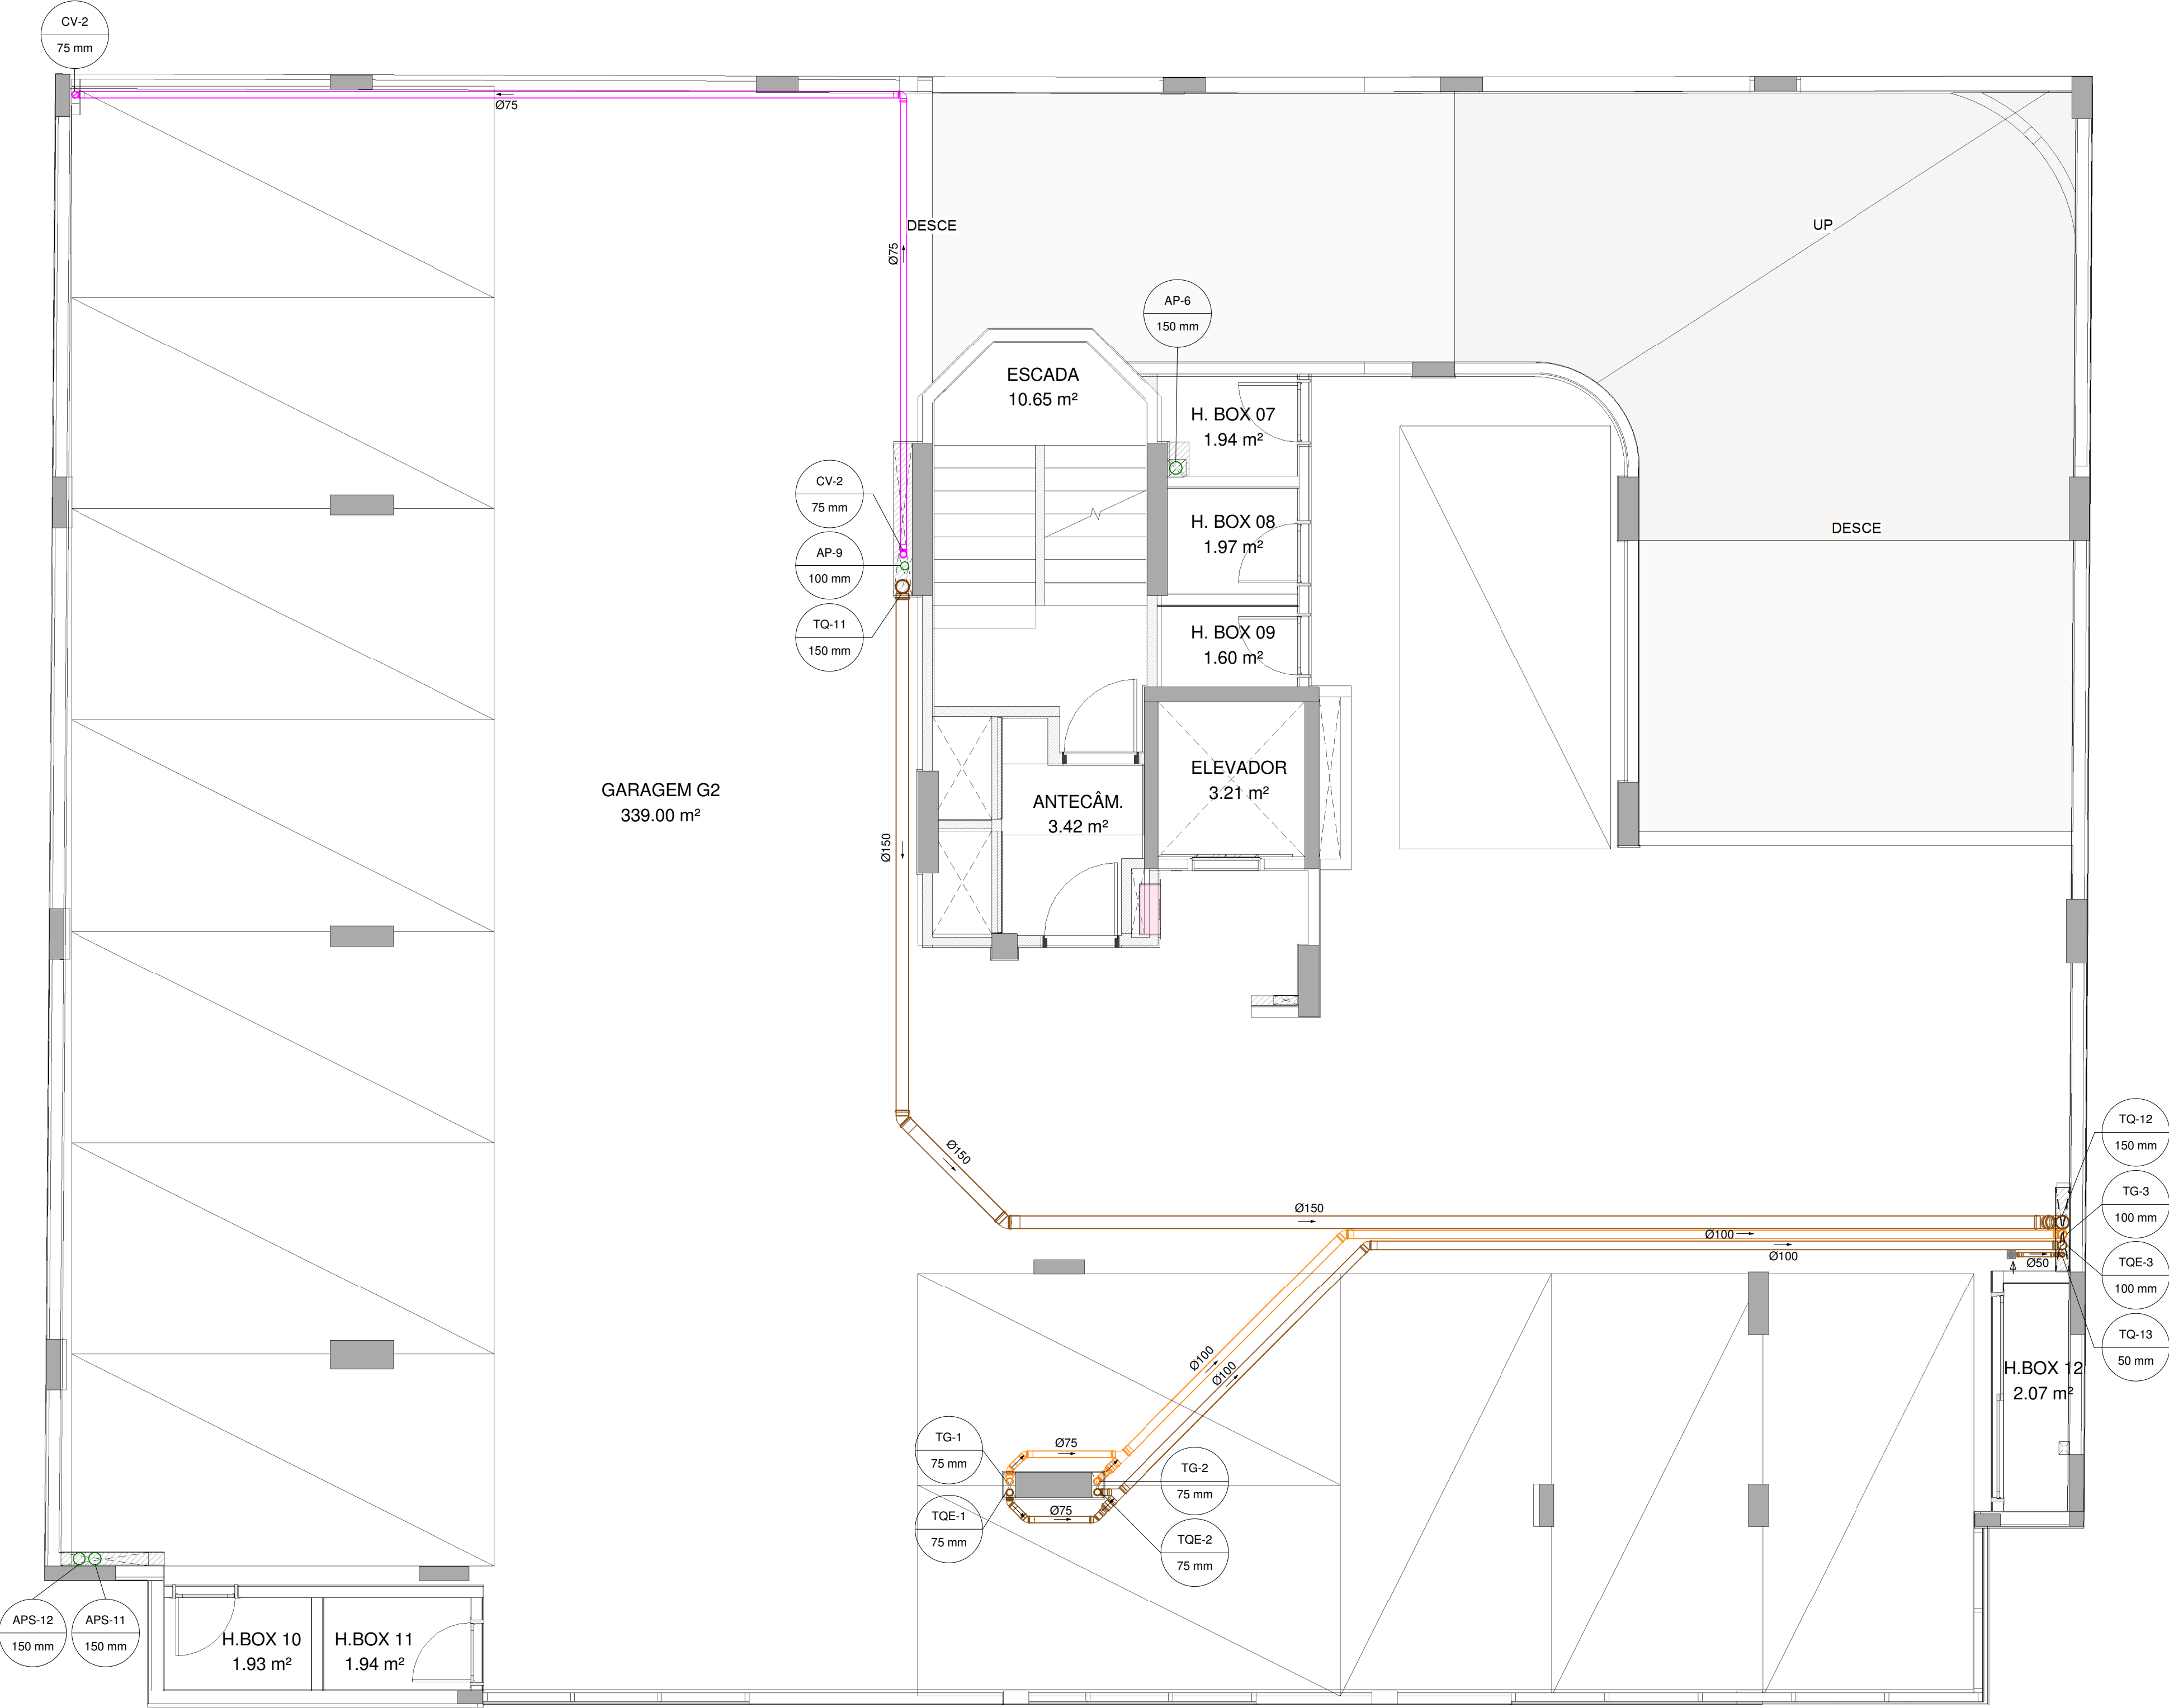 CV-2
75 mm
Ø75
Ø75
DESCE
UP
AP-6
150 mm
ESCADA
10.65 m²
H. BOX 07
1.94 m²
CV-2
75 mm
H. BOX 08
1.97 m²
DESCE
AP-9
100 mm
TQ-11
150 mm
H. BOX 09
1.60 m²
GARAGEM G2
339.00 m²
ELEVADOR
3.21 m²
ANTECÂM.
3.42 m²
Ø150
Ø150
Ø150
Ø100
Ø100
Ø50
TQ-12
150 mm
TG-3
100 mm
TQE-3
100 mm
TQ-13
50 mm
H.BOX 12
2.07 m²
Ø100
Ø100
TG-1
75 mm
Ø75
TG-2
75 mm
TQE-1
75 mm
Ø75
TQE-2
75 mm
APS-12
150 mm
APS-11
150 mm
H.BOX 10
1.93 m²
H.BOX 11
1.94 m²